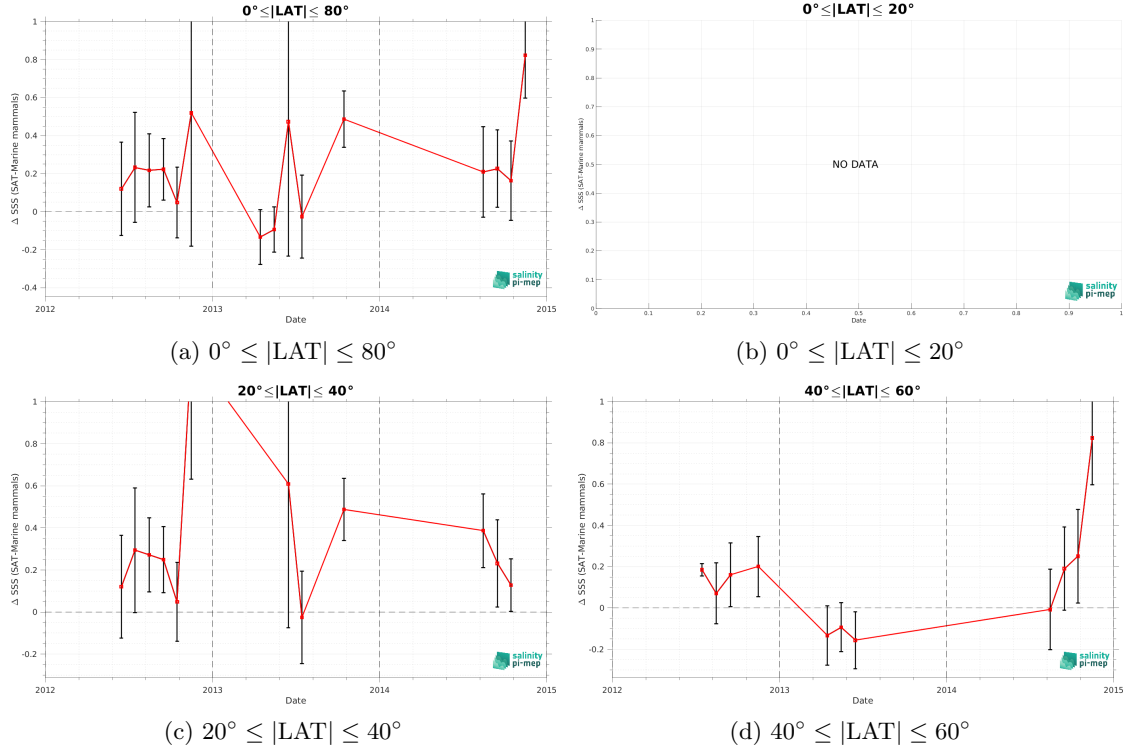 0°≤|LAT|≤ 80°
Δ SSS (SAT-Marine mammals)
1
0.8
0.6
0.4
0.2
0
-0.2
-0.4
2012
2013
2014
2015
Date
salinity
pi-mep
(a) 0° ≤ |LAT| ≤ 80°
0°≤|LAT|≤ 20°
Δ SSS (SAT-Marine mammals)
1
0.9
0.8
0.7
0.6
0.5
0.4
0.3
0.2
0.1
0
NO DATA
0
0.1
0.2
0.3
0.4
0.5
0.6
0.7
0.8
0.9
1
Date
salinity
pi-mep
(b) 0° ≤ |LAT| ≤ 20°
20°≤|LAT|≤ 40°
Δ SSS (SAT-Marine mammals)
1
0.8
0.6
0.4
0.2
0
-0.2
2012
2013
2014
2015
Date
salinity
pi-mep
(c) 20° ≤ |LAT| ≤ 40°
40°≤|LAT|≤ 60°
Δ SSS (SAT-Marine mammals)
1
0.8
0.6
0.4
0.2
0
-0.2
2012
2013
2014
2015
Date
salinity
pi-mep
(d) 40° ≤ |LAT| ≤ 60°